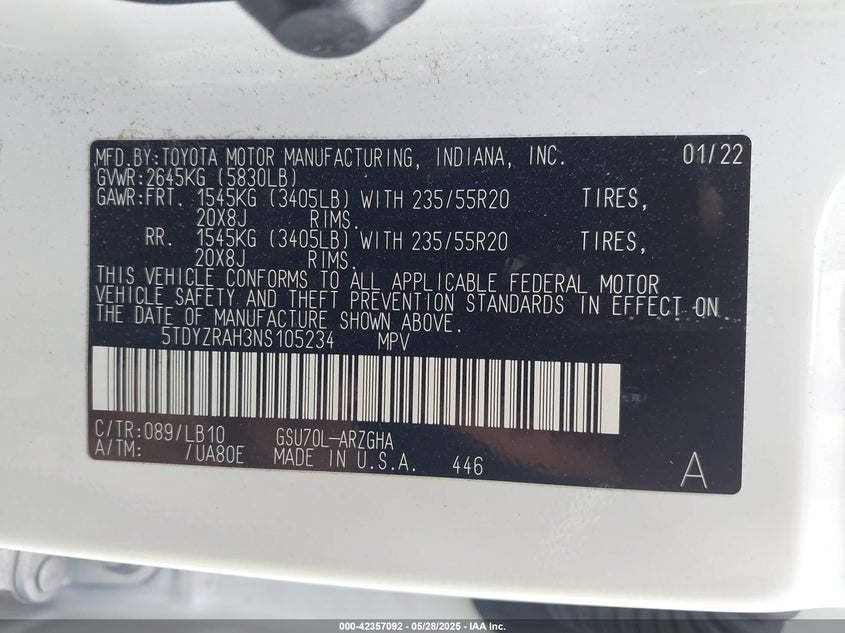 MFD.BY:TOYOTA MOTOR MANUFACTURING, INDIANA, INC. 01/22
GVWR:2645KG (5830LB)
GAWR:FRT. 1545KG (3405LB) WITH 235/55R20 TIRES,
20X8J RIMS.
RR. 1545KG (3405LB) WITH 235/55R20 TIRES,
20X8J RIMS.
THIS VEHICLE CONFORMS TO ALL APPLICABLE FEDERAL MOTOR
VEHICLE SAFETY AND THEFT PREVENTION STANDARDS IN EFFECT ON
THE DATE OF MANUFACTURE SHOWN ABOVE.
5TDYZRAH3NS105234 MPV
C/TR:089/LB10 GSU70L-ARZGHA
A/TM: /UA80E MADE IN U.S.A. 446 A
000-42357092 - 05/28/2025 - IAAI.COM